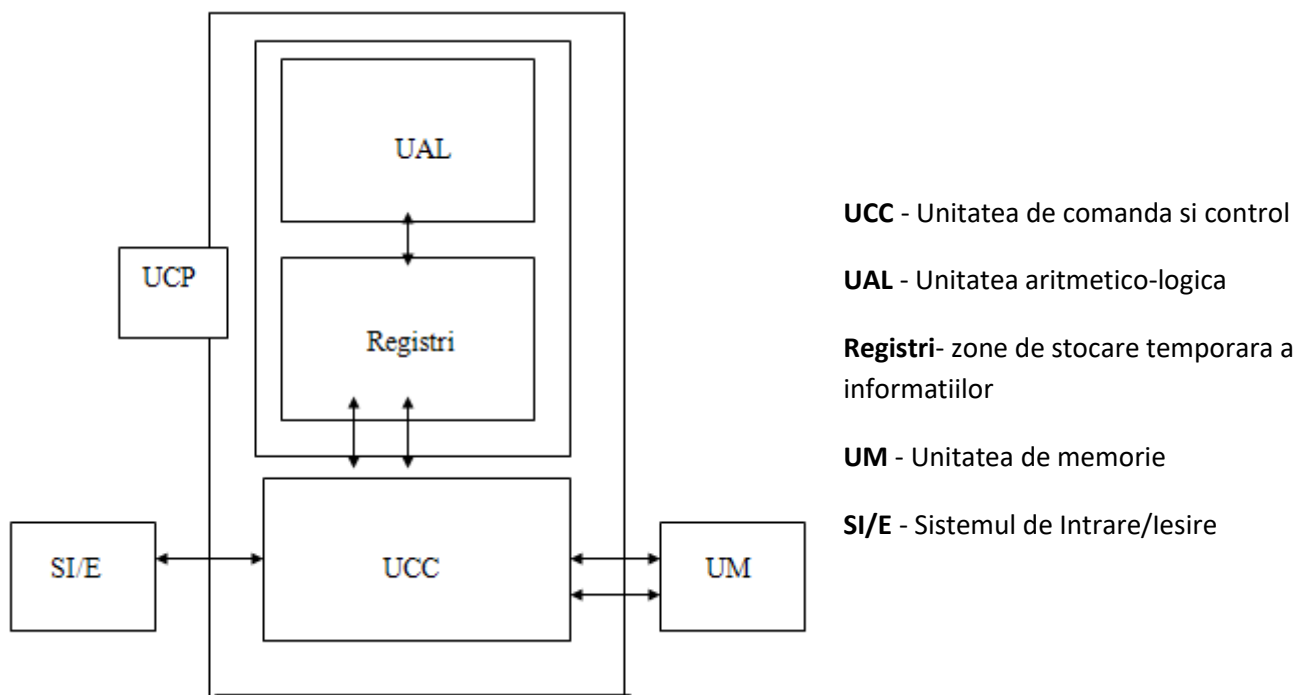 UAL
UCP
Registri
SI/E
UCC
UM
UCC - Unitatea de comanda si control
UAL - Unitatea aritmetico-logica
Registri- zone de stocare temporara a
informatiilor
UM - Unitatea de memorie
SI/E - Sistemul de Intrare/Iesire